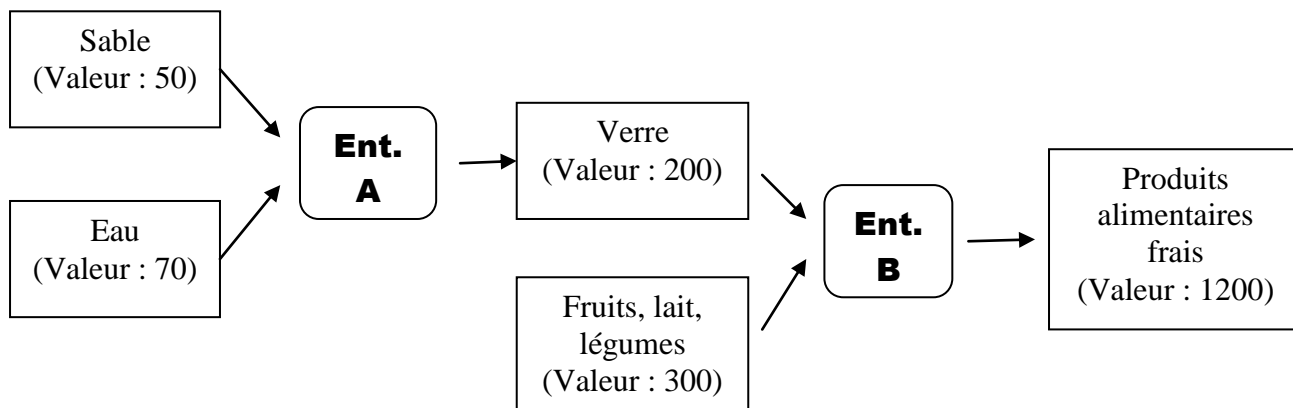 Sable
(Valeur : 50)
Eau
(Valeur : 70)
Ent.
A
Verre
(Valeur : 200)
Fruits, lait,
légumes
(Valeur : 300)
Ent.
B
Produits
alimentaires
frais
(Valeur : 1200)